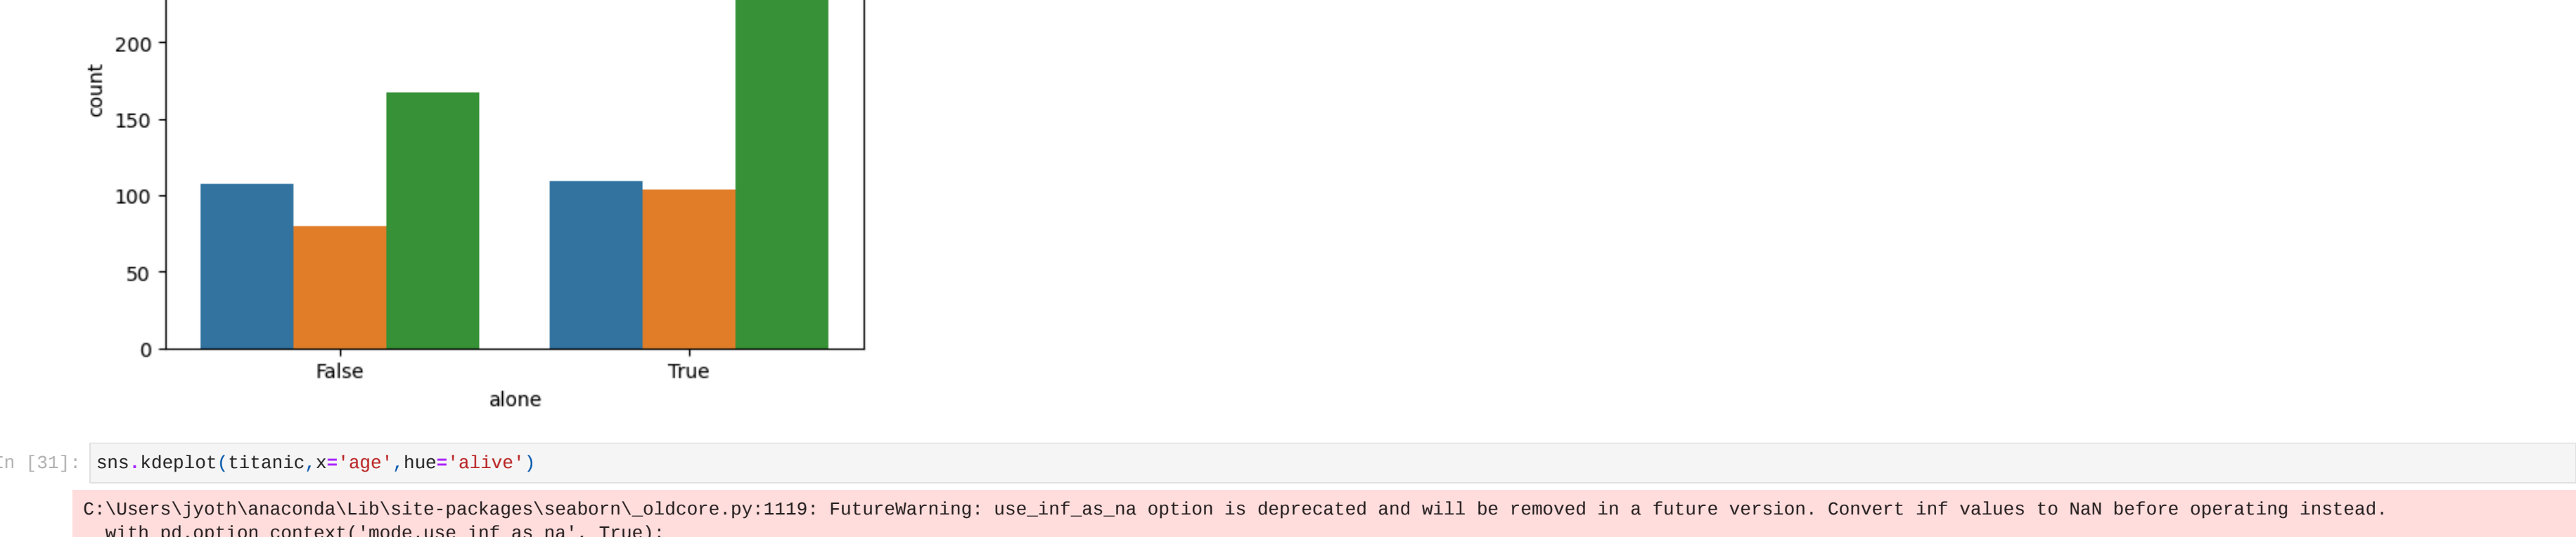 200
count
150
100
50
0
False True
alone
n [31]: sns.kdeplot(titanic,x='age',hue='alive')
C:\Users\jyoth\anaconda\Lib\site-packages\seaborn\_oldcore.py:1119: FutureWarning: use_inf_as_na option is deprecated and will be removed in a future version. Convert inf values to NaN before operating instead.
with pd.option_context('mode.use_inf_as_na', True):